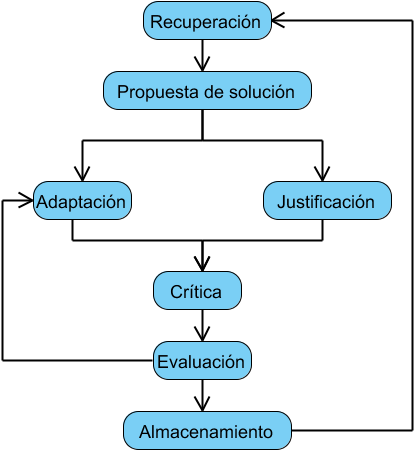 Recuperación
Propuesta de solución
Adaptación
Justificación
Crítica
Evaluación
Almacenamiento